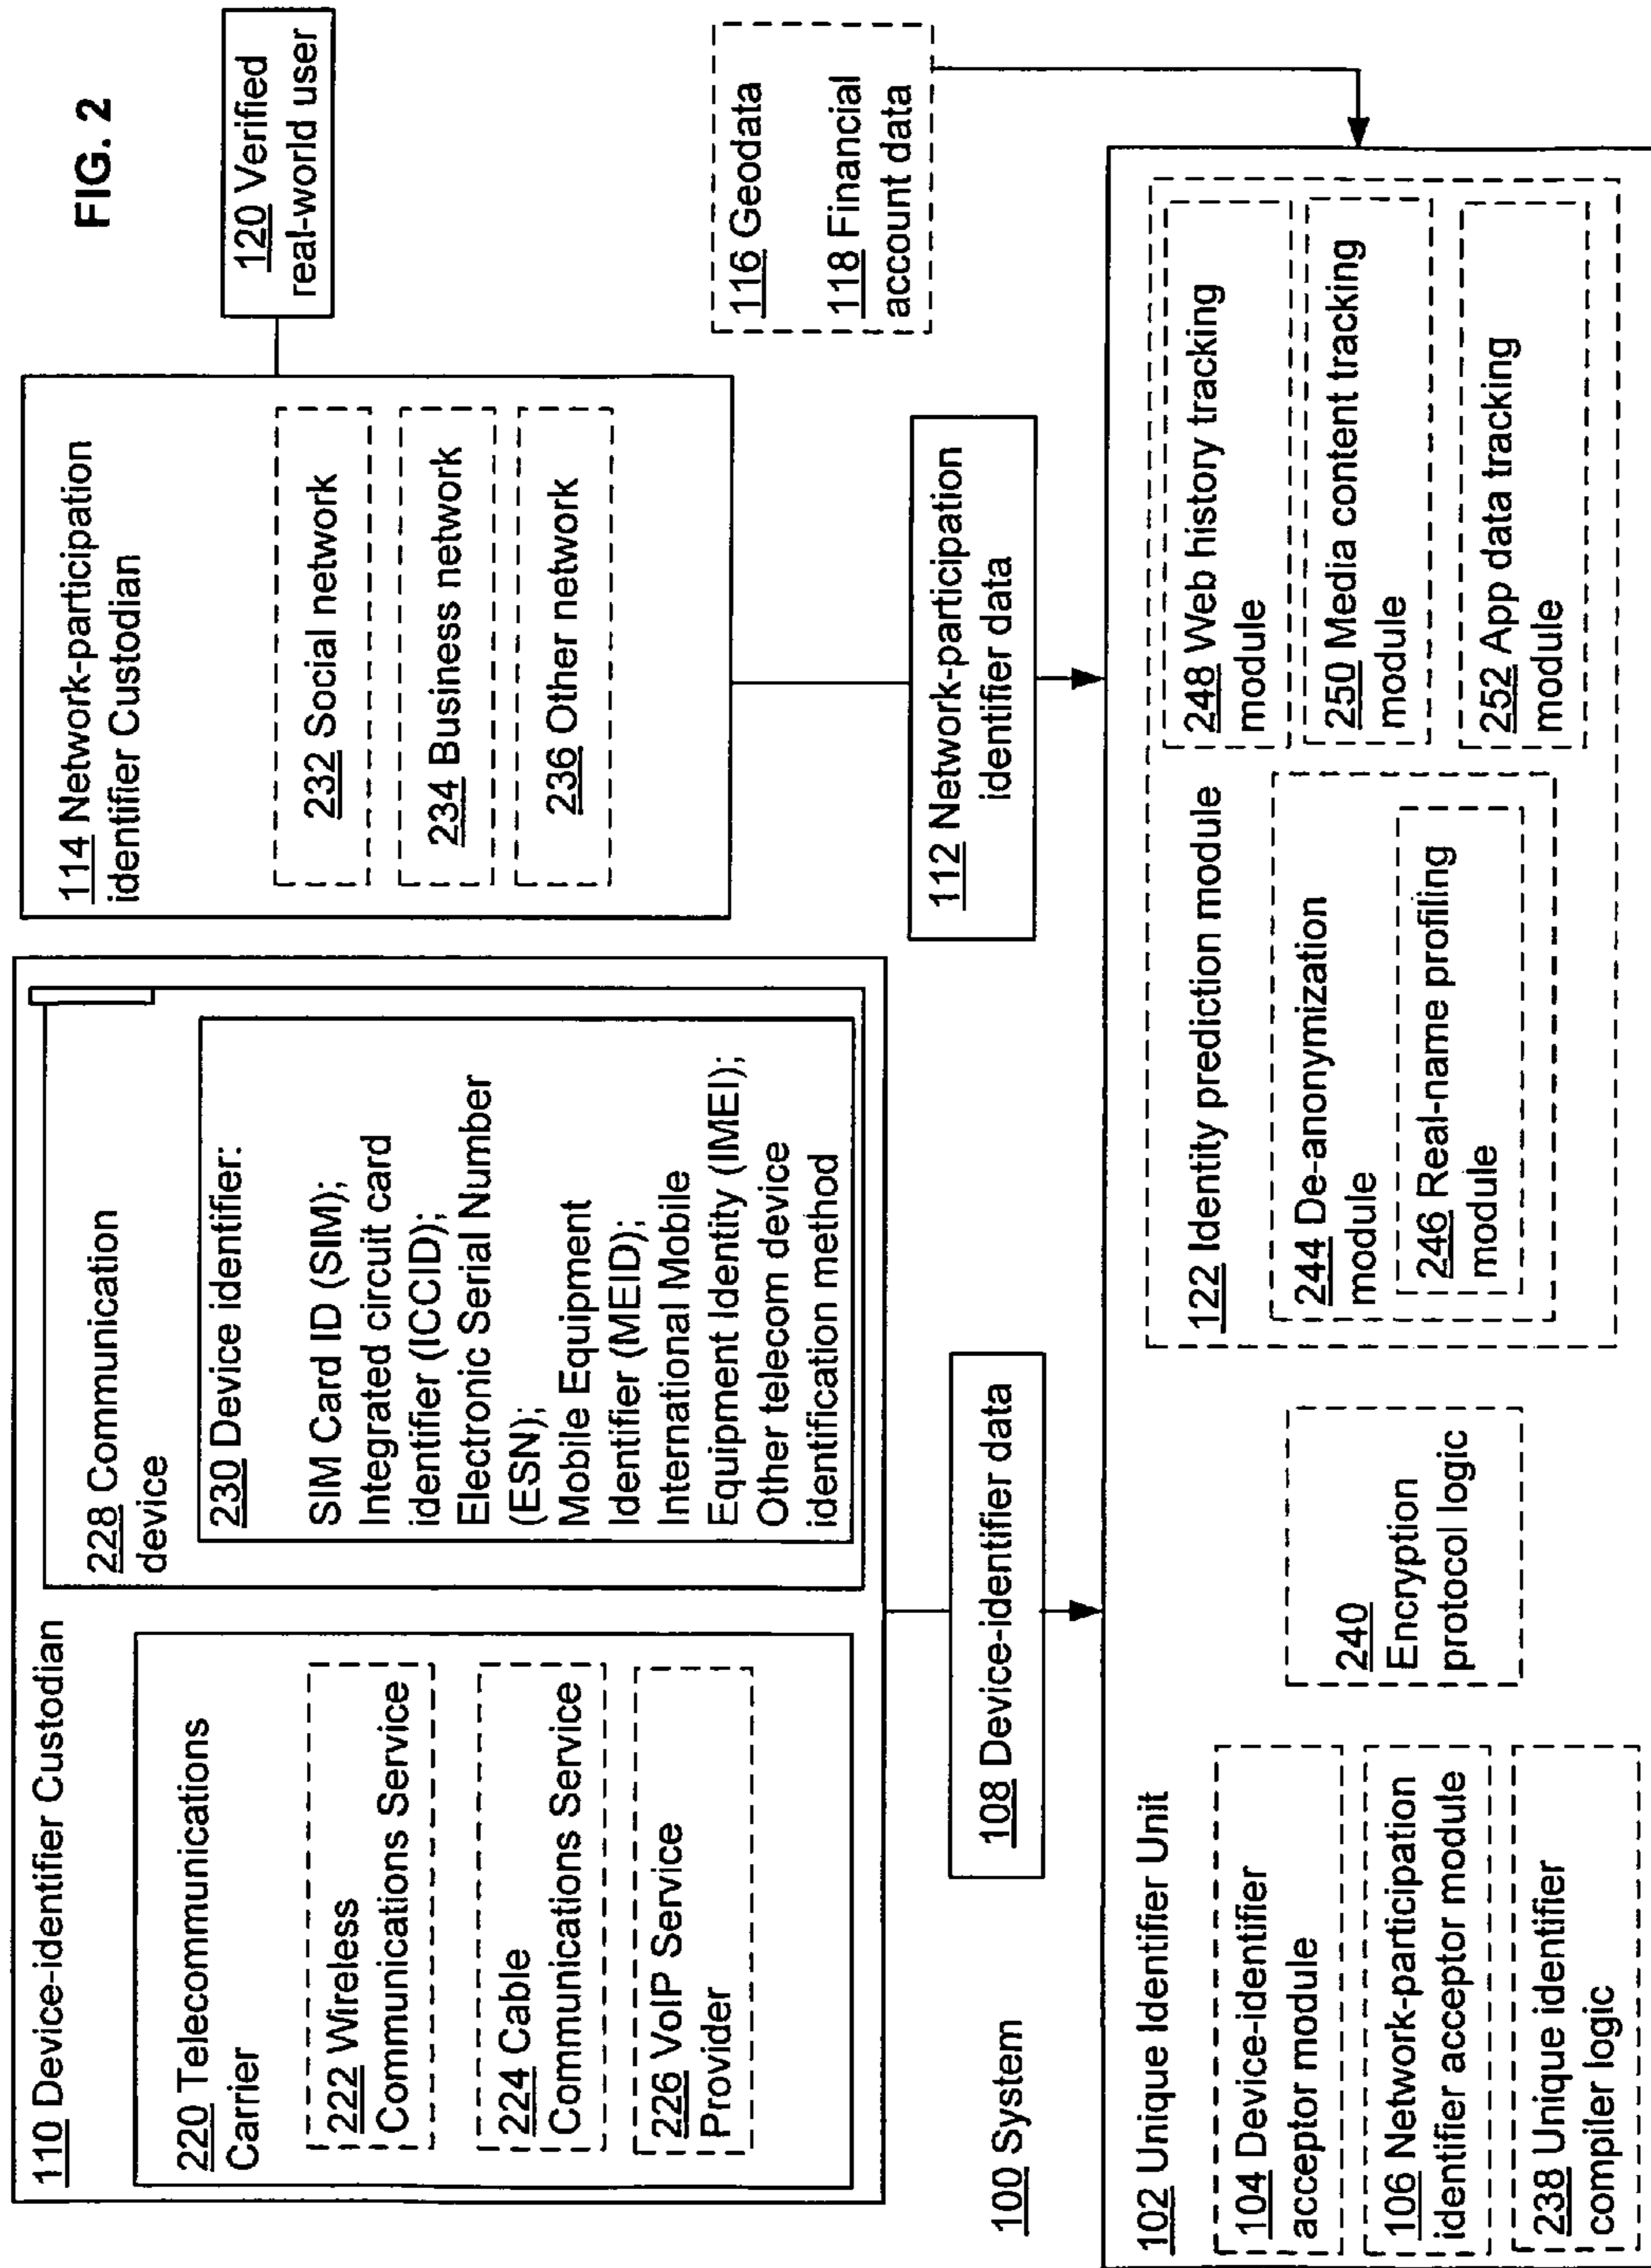 FIG. 2
110 Device-identifier Custodian
220 Telecommunications
Carrier
222 Wireless
Communications Service
224 Cable
Communications Service
226 VoIP Service
Provider
228 Communication
device
230 Device identifier:
SIM Card ID (SIM);
Integrated circuit card
identifier (ICCID);
Electronic Serial Number
(ESN);
Mobile Equipment
Identifier (MEID);
International Mobile
Equipment Identity (IMEI);
Other telecom device
identification method
114 Network-participation
identifier Custodian
232 Social network
234 Business network
236 Other network
120 Verified
real-world user
100 System
108 Device-identifier data
112 Network-participation
identifier data
116 Geodata
118 Financial
account data
102 Unique Identifier Unit
104 Device-identifier
acceptor module
106 Network-participation
identifier acceptor module
238 Unique identifier
compiler logic
240
Encryption
protocol logic
122 Identity prediction module
244 De-anonymization
module
246 Real-name profiling
module
248 Web history tracking
module
250 Media content tracking
module
252 App data tracking
module